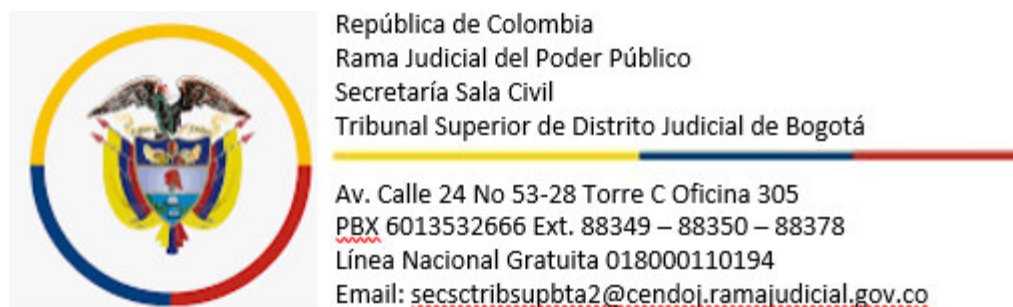 República de Colombia
Rama Judicial del Poder Público
Secretaría Sala Civil
Tribunal Superior de Distrito Judicial de Bogotá
Av. Calle 24 No 53-28 Torre C Oficina 305
PBX 6013532666 Ext. 88349 – 88350 – 88378
Línea Nacional Gratuita 018000110194
Email: secsctribsupbta2@cendoj.ramajudicial.gov.co